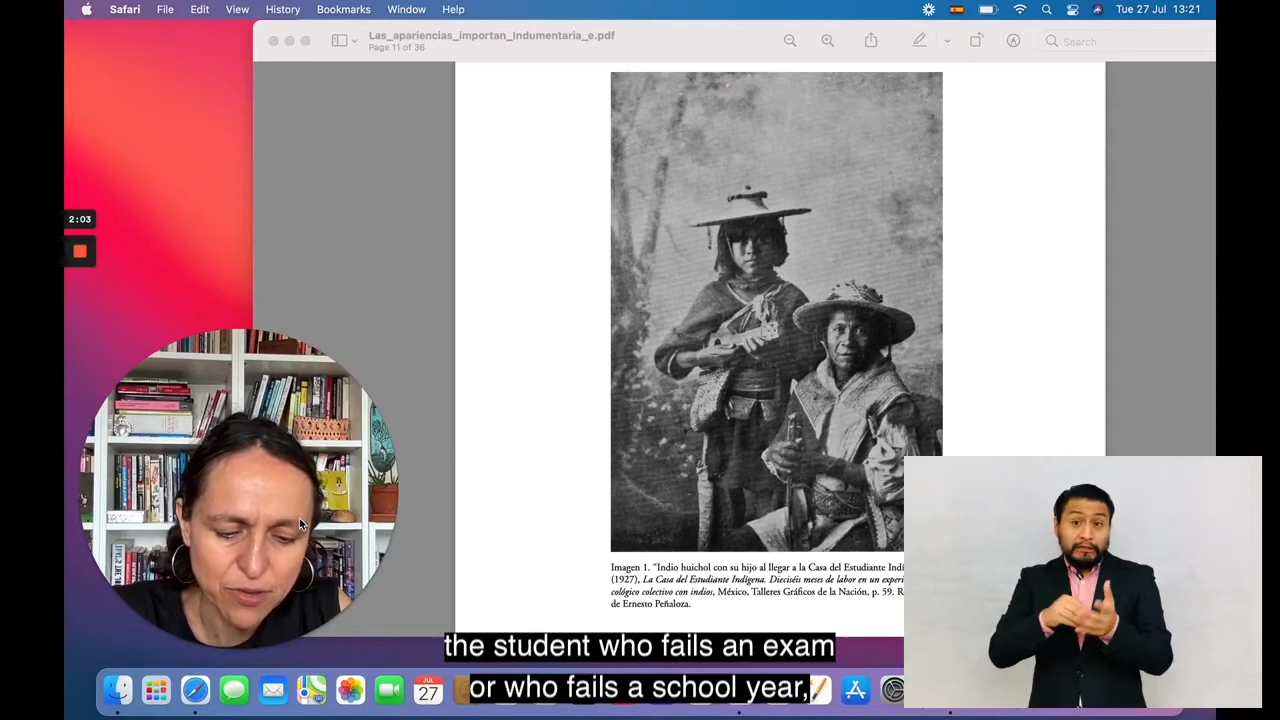 Safari File Edit View History Bookmarks Window Help Tue 27 Jul 13:21
Las_apariencias_importan_Indumentaria_e.pdf
Page 11 of 36
Search
2:03
Imagen 1. “Indio huichol con su hijo al llegar a la Casa del Estudiante Indí
(1927), La Casa del Estudiante Indígena. Dieciséis meses de labor en un experi
cológico colectivo con indios, México, Talleres Gráficos de la Nación, p. 59. R
de Ernesto Peñaloza.
the student who fails an exam
or who fails a school year,
JUL
27